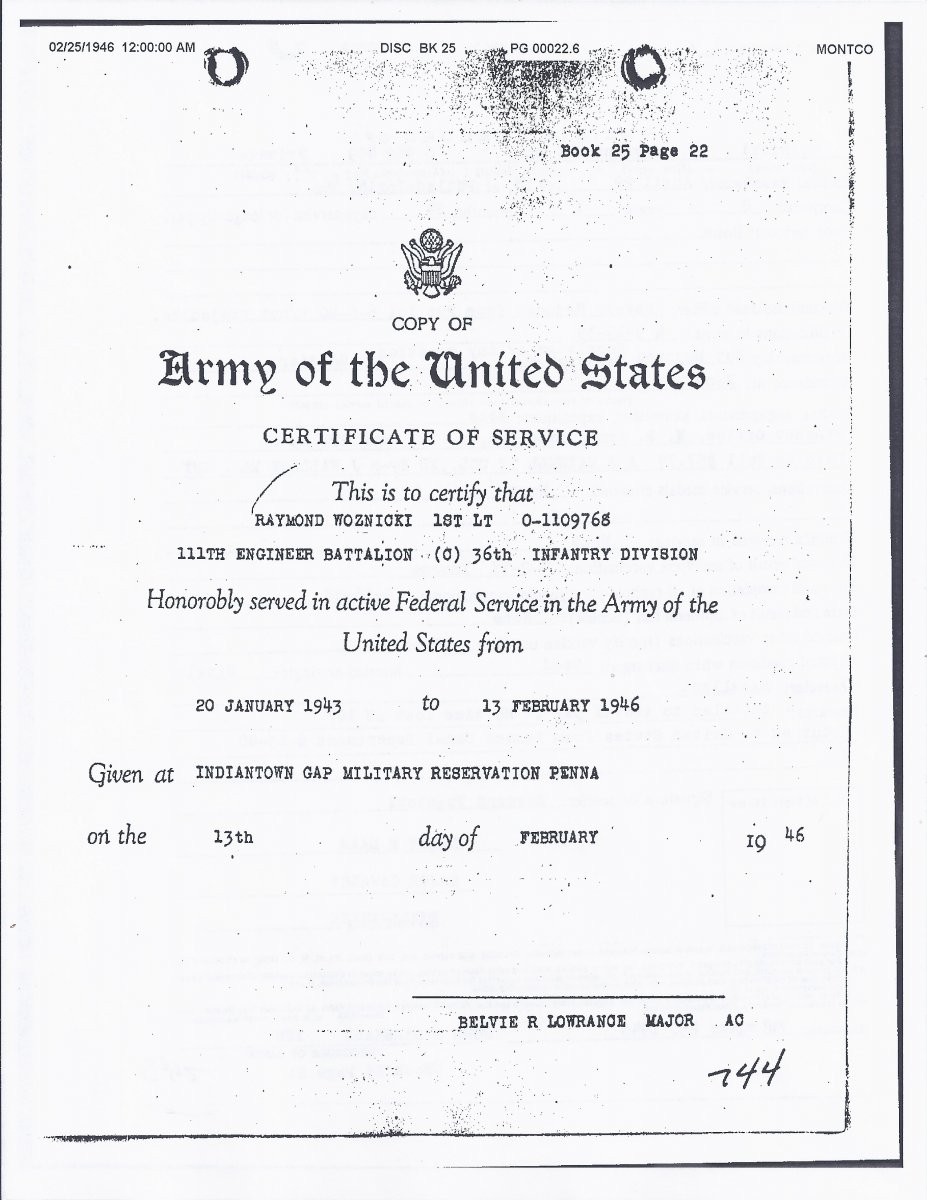 02/25/1946 12:00:00 AM DISC BK 25 PG 00022.6 MONTCO
Book 25 Page 22
COPY OF
Army of the United States
CERTIFICATE OF SERVICE
This is to certify that
RAYMOND WOZNICKI 1ST LT O-1109768
111TH ENGINEER BATTALION (C) 36th INFANTRY DIVISION
Honorobly served in active Federal Service in the Army of the
United States from
20 JANUARY 1943 to 13 FEBRUARY 1946
Given at INDIANTOWN GAP MILITARY RESERVATION PENNA
on the 13th day of FEBRUARY 19 46
BELVIE R LOWRANCE MAJOR AC
744